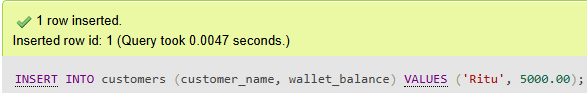 1 row inserted.
Inserted row id: 1 (Query took 0.0047 seconds.)
INSERT INTO customers (customer_name, wallet_balance) VALUES ('Ritu', 5000.00);